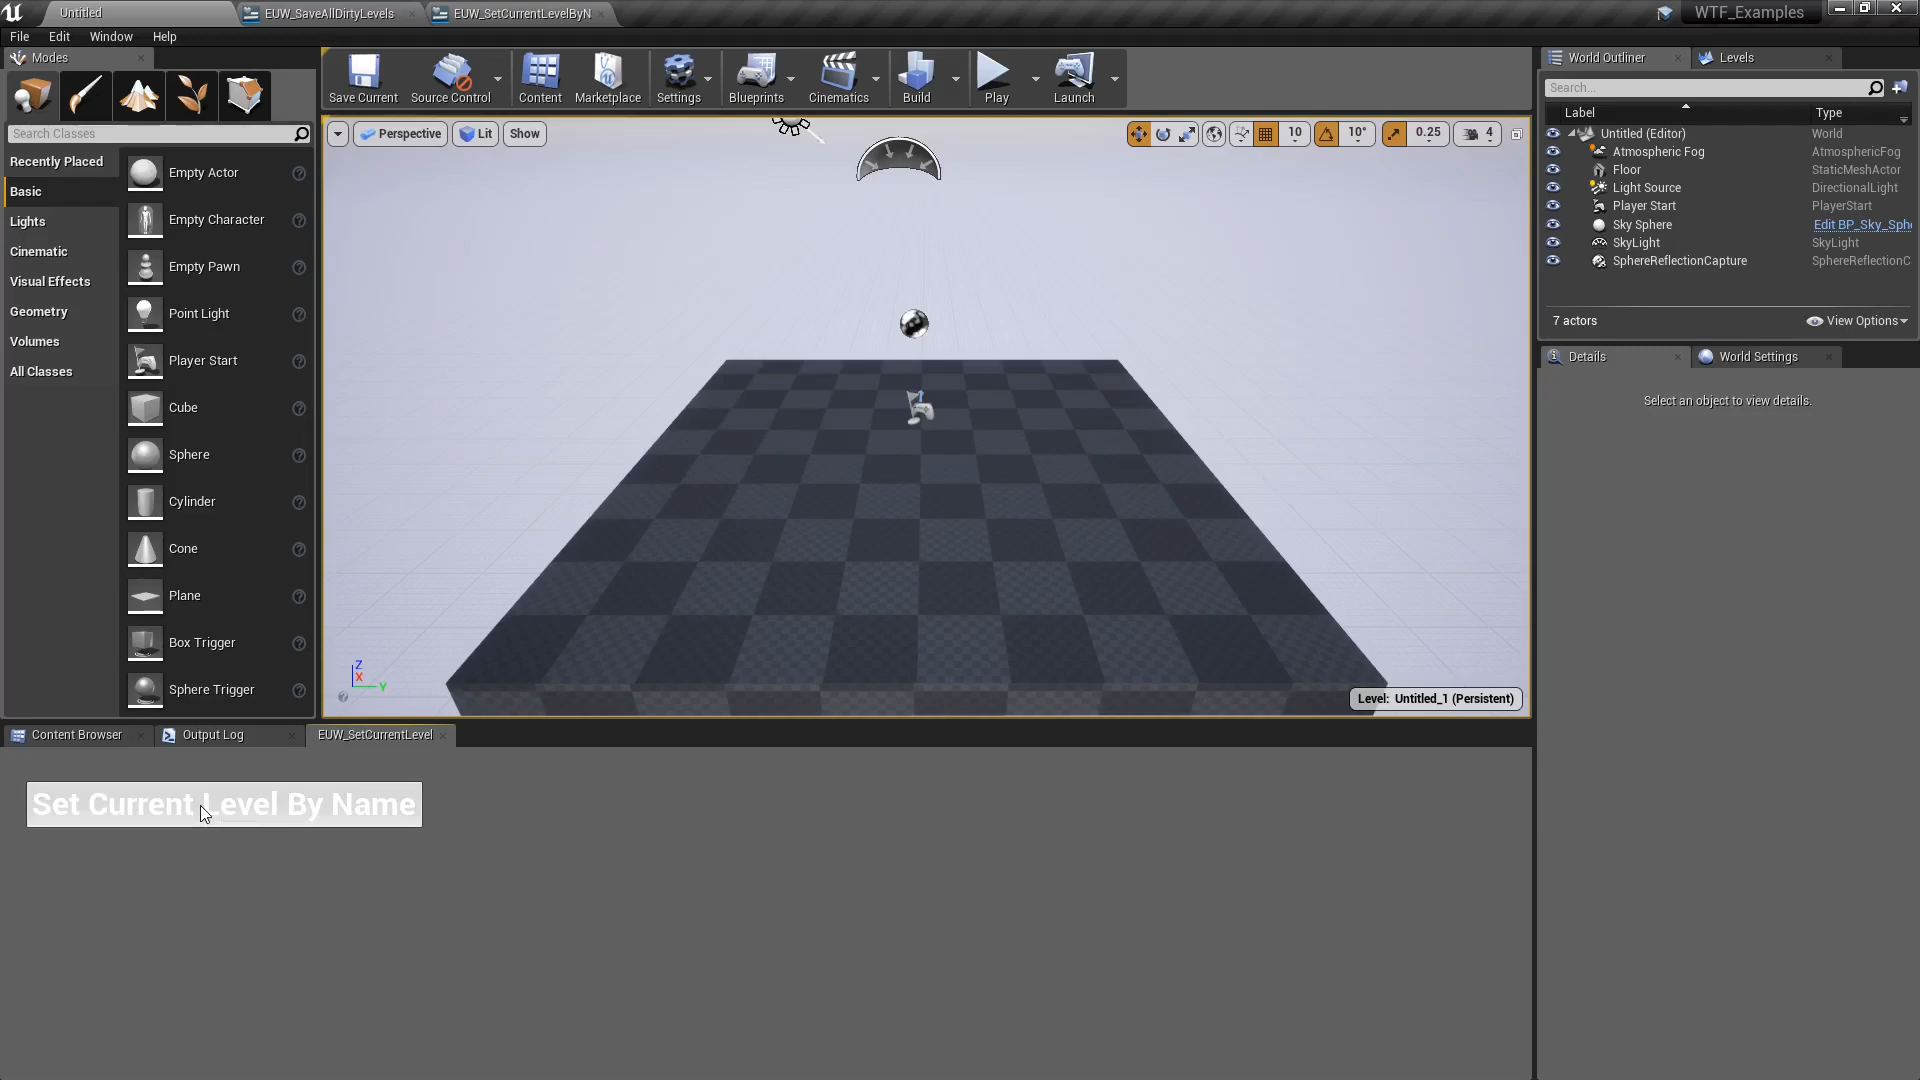 Untitled
EUW_SaveAllDirtyLevels
EUW_SetCurrentLevelByN
WTF_Examples
File Edit Window Help
Modes
Save Current
Source Control
Content
Marketplace
Settings
Blueprints
Cinematics
Build
Play
Launch
World Outliner
Levels
Search...
Label
Type
Search Classes
Perspective
Lit
Show
10
10°
0.25
4
Recently Placed
Basic
Lights
Cinematic
Visual Effects
Geometry
Volumes
All Classes
Empty Actor
Empty Character
Empty Pawn
Point Light
Player Start
Cube
Sphere
Cylinder
Cone
Plane
Box Trigger
Sphere Trigger
Untitled (Editor) World
Atmospheric Fog AtmosphericFog
Floor StaticMeshActor
Light Source DirectionalLight
Player Start PlayerStart
Sky Sphere Edit BP_Sky_Sph
SkyLight SkyLight
SphereReflectionCapture SphereReflectionC
7 actors
View Options
Details
World Settings
Select an object to view details.
Z
X
Y
Level: Untitled_1 (Persistent)
Content Browser
Output Log
EUW_SetCurrentLevel
Set Current Level By Name